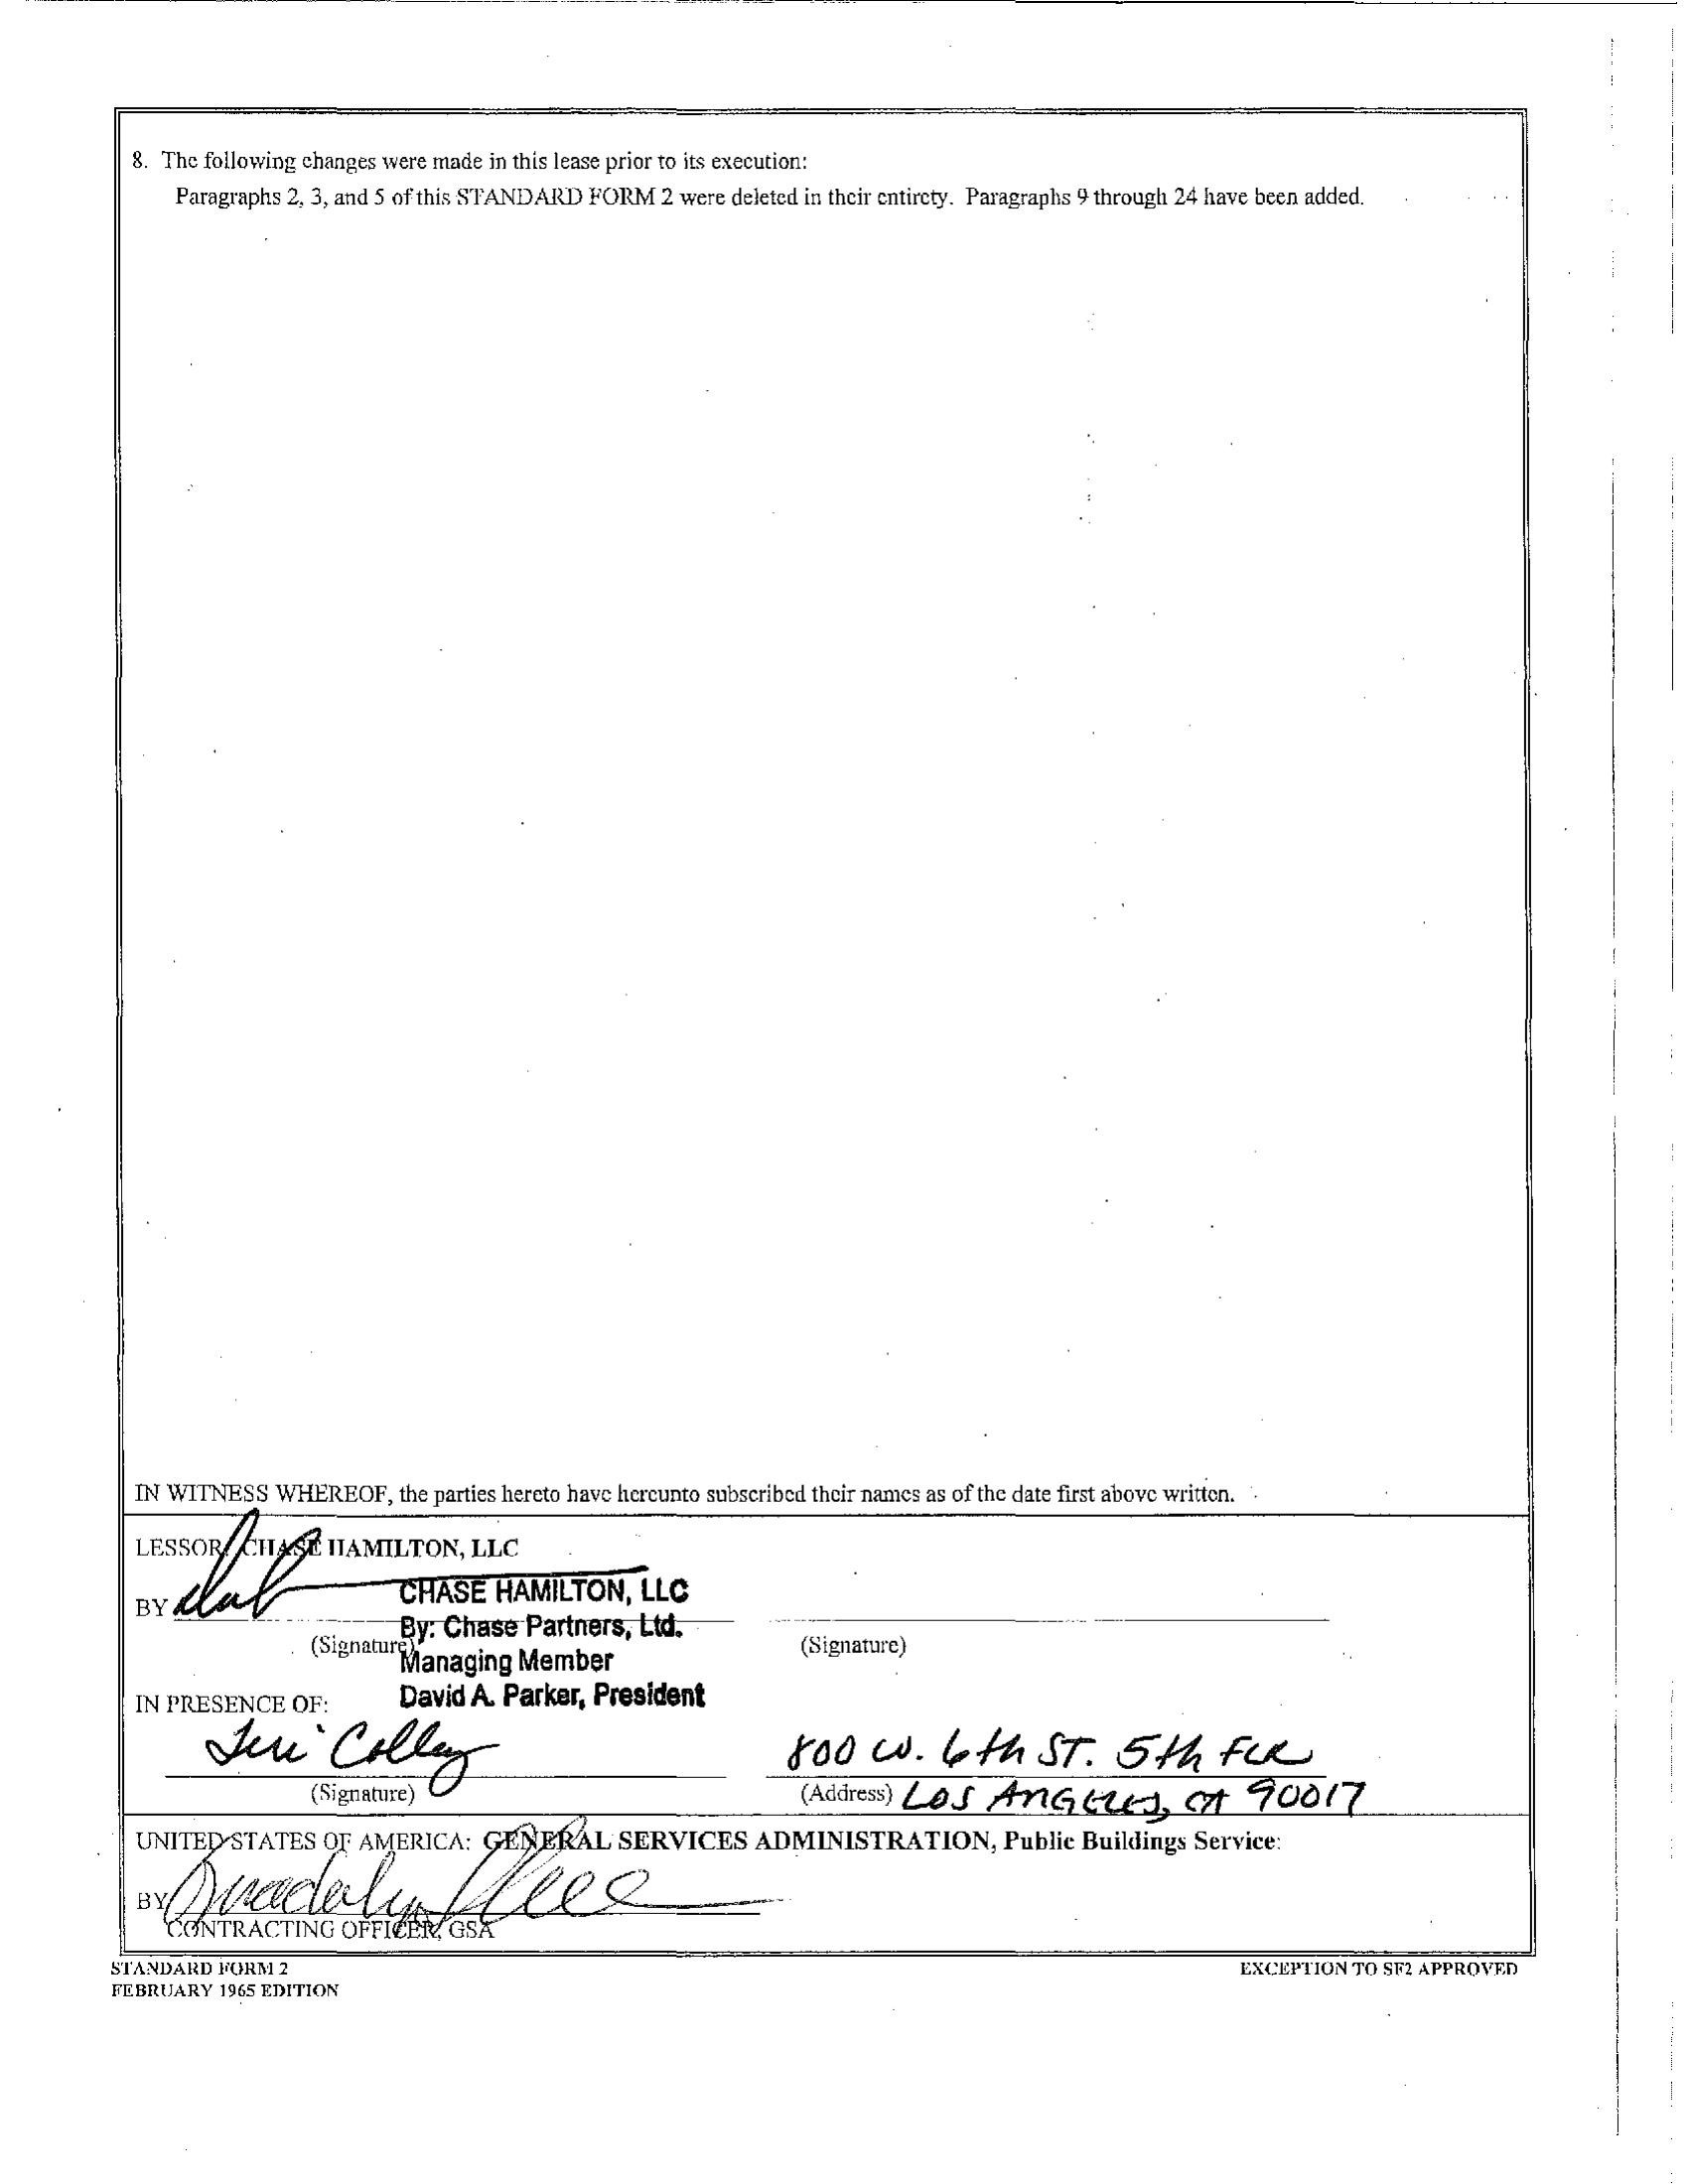 8. The following changes were made in this lease prior to its execution:
Paragraphs 2, 3, and 5 of this STANDARD FORM 2 were deleted in their entirety. Paragraphs 9 through 24 have been added.
IN WITNESS WHEREOF, the parties hereto have hereunto subscribed their names as of the date first above written.
LESSOR: CHASE HAMILTON, LLC
CHASE HAMILTON, LLC
BY
By: Chase Partners, Ltd.
(Signature) (Signature)
Managing Member
IN PRESENCE OF: David A. Parker, President
Teri Colley 800 W. 6th ST. 5th FLR
(Signature) (Address) LOS ANGELES, CA 90017
UNITED STATES OF AMERICA: GENERAL SERVICES ADMINISTRATION, Public Buildings Service:
BY
CONTRACTING OFFICER, GSA
STANDARD FORM 2 EXCEPTION TO SF2 APPROVED
FEBRUARY 1965 EDITION